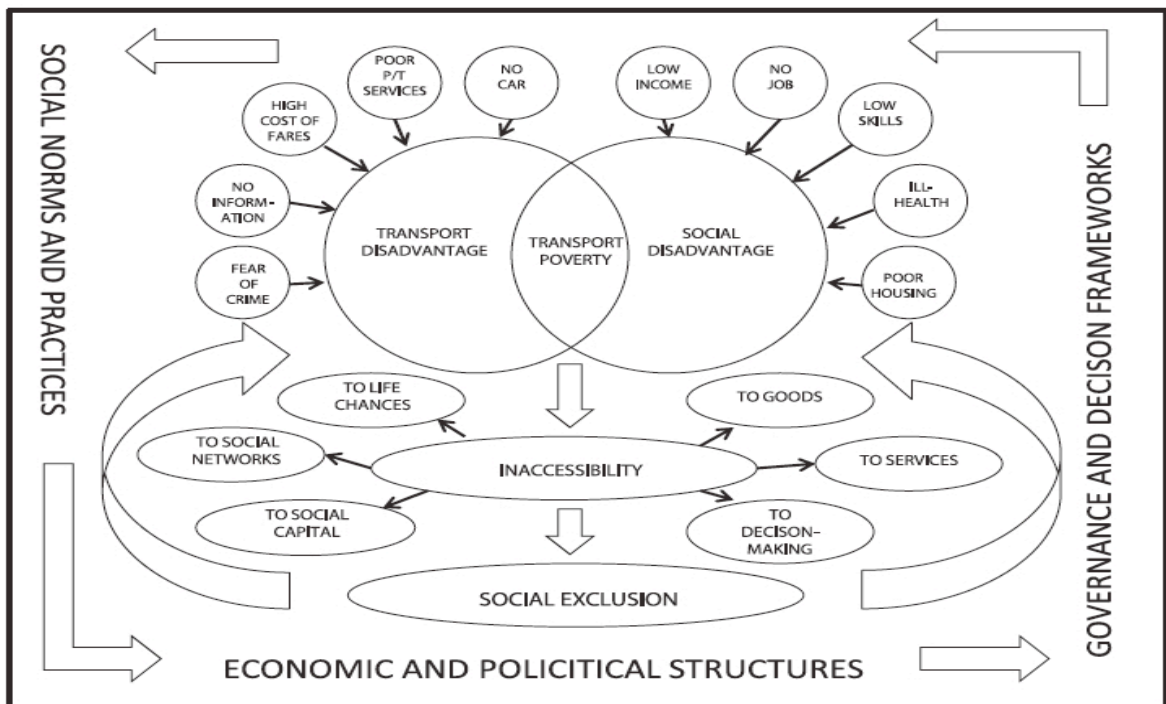 SOCIAL NORMS AND PRACTICES
POOR
P/T
SERVICES
NO
CAR
LOW
INCOME
NO
JOB
HIGH
COST OF
FARES
LOW
SKILLS
NO
INFORM-
ATION
ILL-
HEALTH
FEAR
OF
CRIME
POOR
HOUSING
TRANSPORT
DISADVANTAGE
TRANSPORT
POVERTY
SOCIAL
DISADVANTAGE
GOVERNANCE AND DECISON FRAMEWORKS
TO LIFE
CHANCES
TO GOODS
TO SOCIAL
NETWORKS
INACCESSIBILITY
TO SERVICES
TO SOCIAL
CAPITAL
TO
DECISON-
MAKING
SOCIAL EXCLUSION
ECONOMIC AND POLICITICAL STRUCTURES